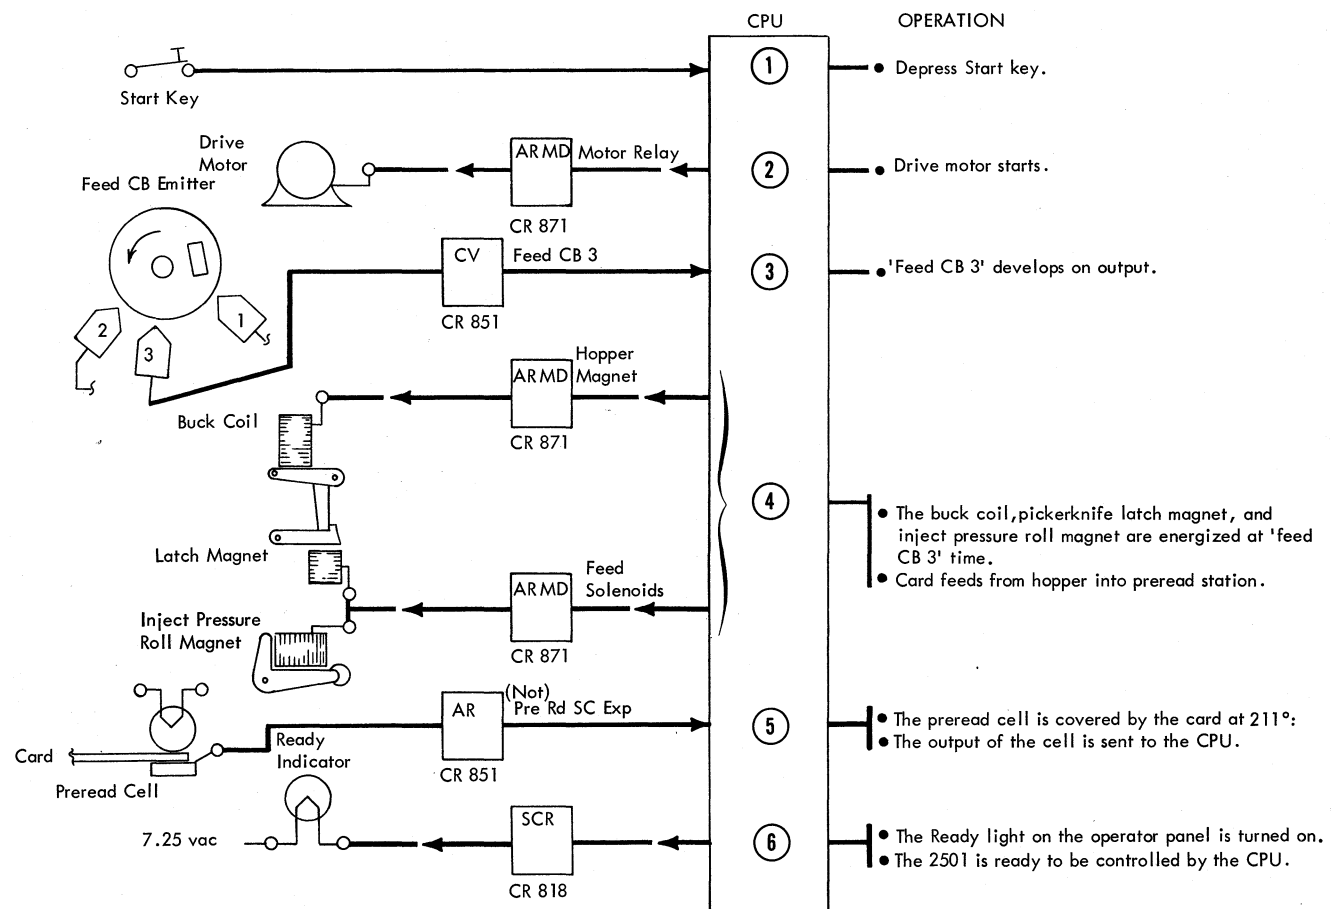 CPU
OPERATION
1
Depress Start key.
Start Key
Drive
Motor
ARMD
Motor Relay
2
Drive motor starts.
CR 871
Feed CB Emitter
CV
Feed CB 3
3
'Feed CB 3' develops on output.
CR 851
1
2
3
Hopper
Magnet
ARMD
CR 871
Buck Coil
4
The buck coil, pickerknife latch magnet, and
inject pressure roll magnet are energized at 'feed
CB 3' time.
Card feeds from hopper into preread station.
Latch Magnet
Feed
Solenoids
ARMD
CR 871
Inject Pressure
Roll Magnet
(Not)
Pre Rd SC Exp
AR
CR 851
5
The preread cell is covered by the card at 211°:
The output of the cell is sent to the CPU.
Card
Preread Cell
Ready
Indicator
7.25 vac
SCR
CR 818
6
The Ready light on the operator panel is turned on.
The 2501 is ready to be controlled by the CPU.